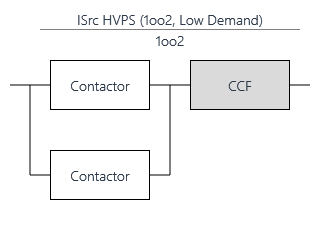 ISrc HVPS (1oo2, Low Demand)
1oo2
Contactor
CCF
Contactor